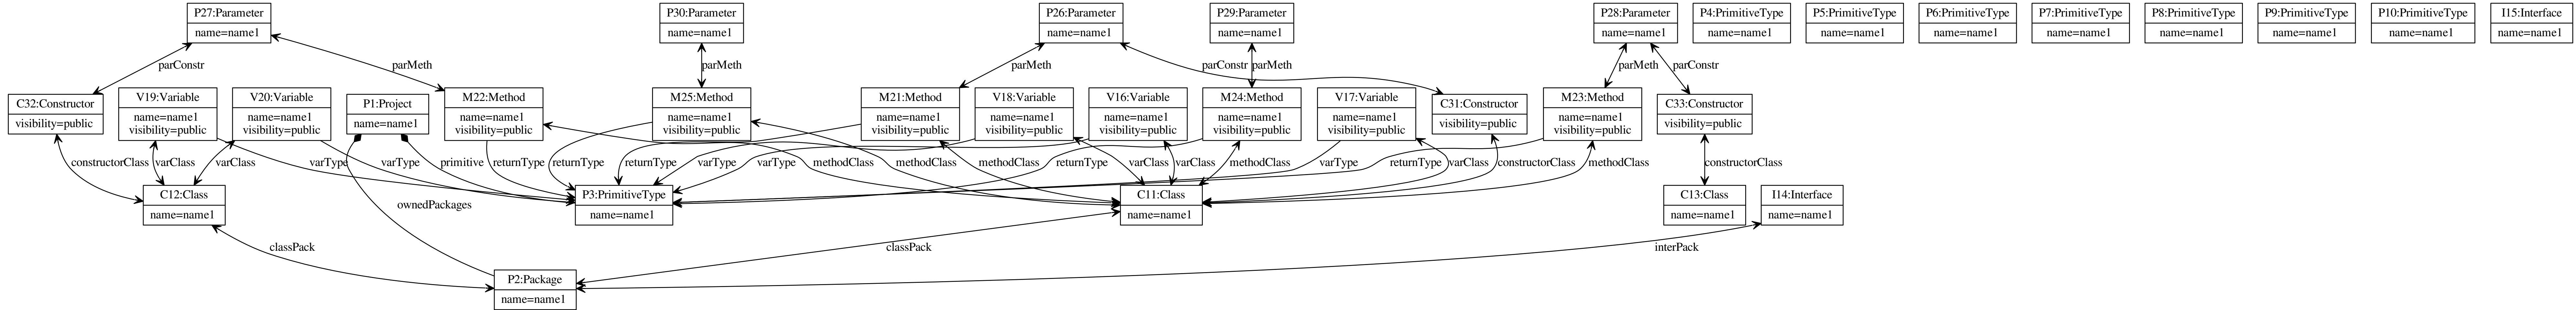 P27:Parameter
name=name1
P30:Parameter
name=name1
P26:Parameter
name=name1
P29:Parameter
name=name1
P28:Parameter
name=name1
P4:PrimitiveType
name=name1
P5:PrimitiveType
name=name1
P6:PrimitiveType
name=name1
P7:PrimitiveType
name=name1
P8:PrimitiveType
name=name1
P9:PrimitiveType
name=name1
P10:PrimitiveType
name=name1
I15:Interface
name=name1
parConstr
parMeth
parMeth
parMeth
parConstr
parMeth
parMeth
parConstr
C32:Constructor
visibility=public
V19:Variable
name=name1
visibility=public
V20:Variable
name=name1
visibility=public
P1:Project
name=name1
M22:Method
name=name1
visibility=public
M25:Method
name=name1
visibility=public
M21:Method
name=name1
visibility=public
V18:Variable
name=name1
visibility=public
V16:Variable
name=name1
visibility=public
M24:Method
name=name1
visibility=public
V17:Variable
name=name1
visibility=public
C31:Constructor
visibility=public
M23:Method
name=name1
visibility=public
C33:Constructor
visibility=public
constructorClass
varClass
varClass
varType
varType
primitive
returnType
returnType
returnType
varType
varType
methodClass
methodClass
methodClass
returnType
varClass
varClass
methodClass
varType
returnType
varClass
constructorClass
methodClass
constructorClass
C12:Class
name=name1
P3:PrimitiveType
name=name1
C11:Class
name=name1
C13:Class
name=name1
I14:Interface
name=name1
ownedPackages
classPack
classPack
interPack
P2:Package
name=name1